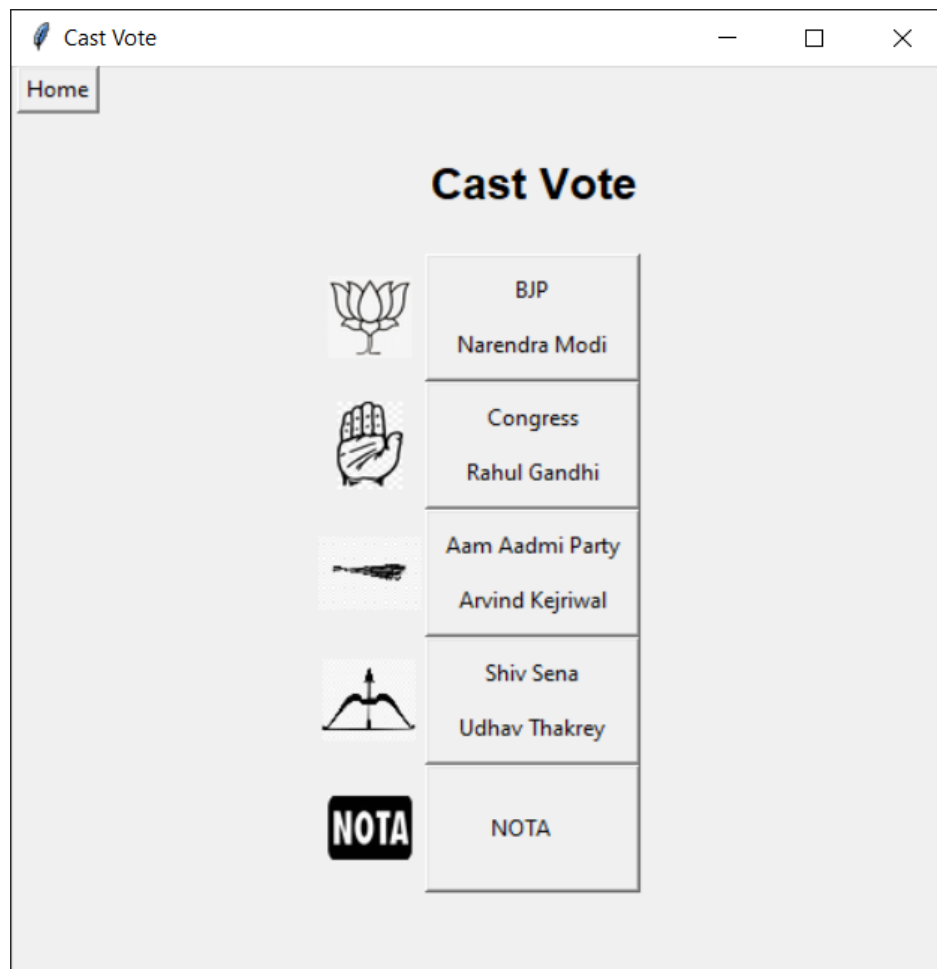 Cast Vote
Home
Cast Vote
BJP
Narendra Modi
Congress
Rahul Gandhi
Aam Aadmi Party
Arvind Kejriwal
Shiv Sena
Udhav Thakrey
NOTA
NOTA